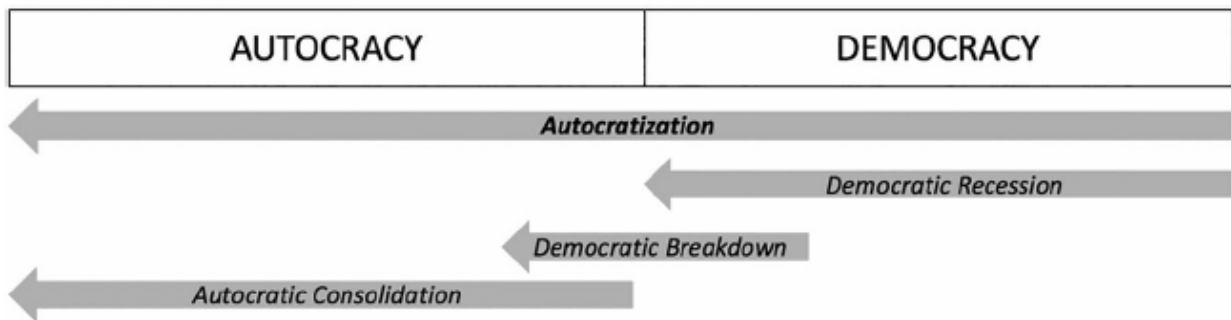 AUTOCRACY DEMOCRACY
Autocratization
Democratic Recession
Democratic Breakdown
Autocratic Consolidation